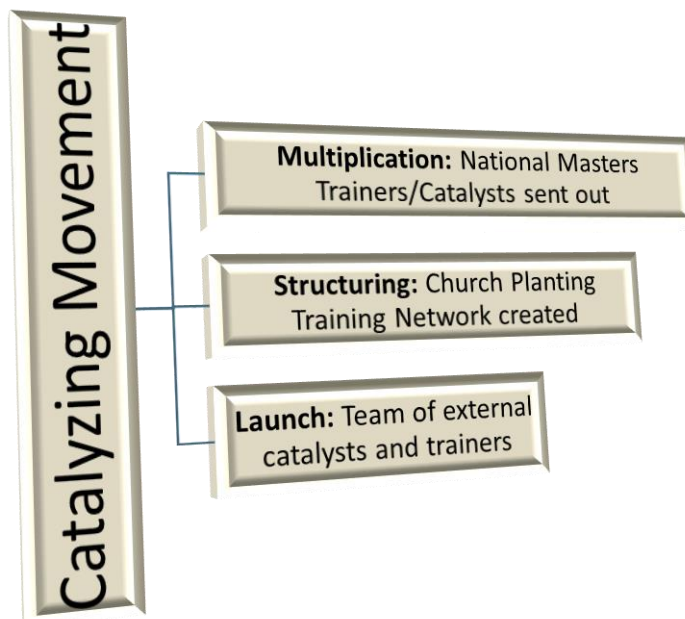 Catalyzing Movement
Multiplication: National Masters
Trainers/Catalysts sent out
Structuring: Church Planting
Training Network created
Launch: Team of external
catalysts and trainers